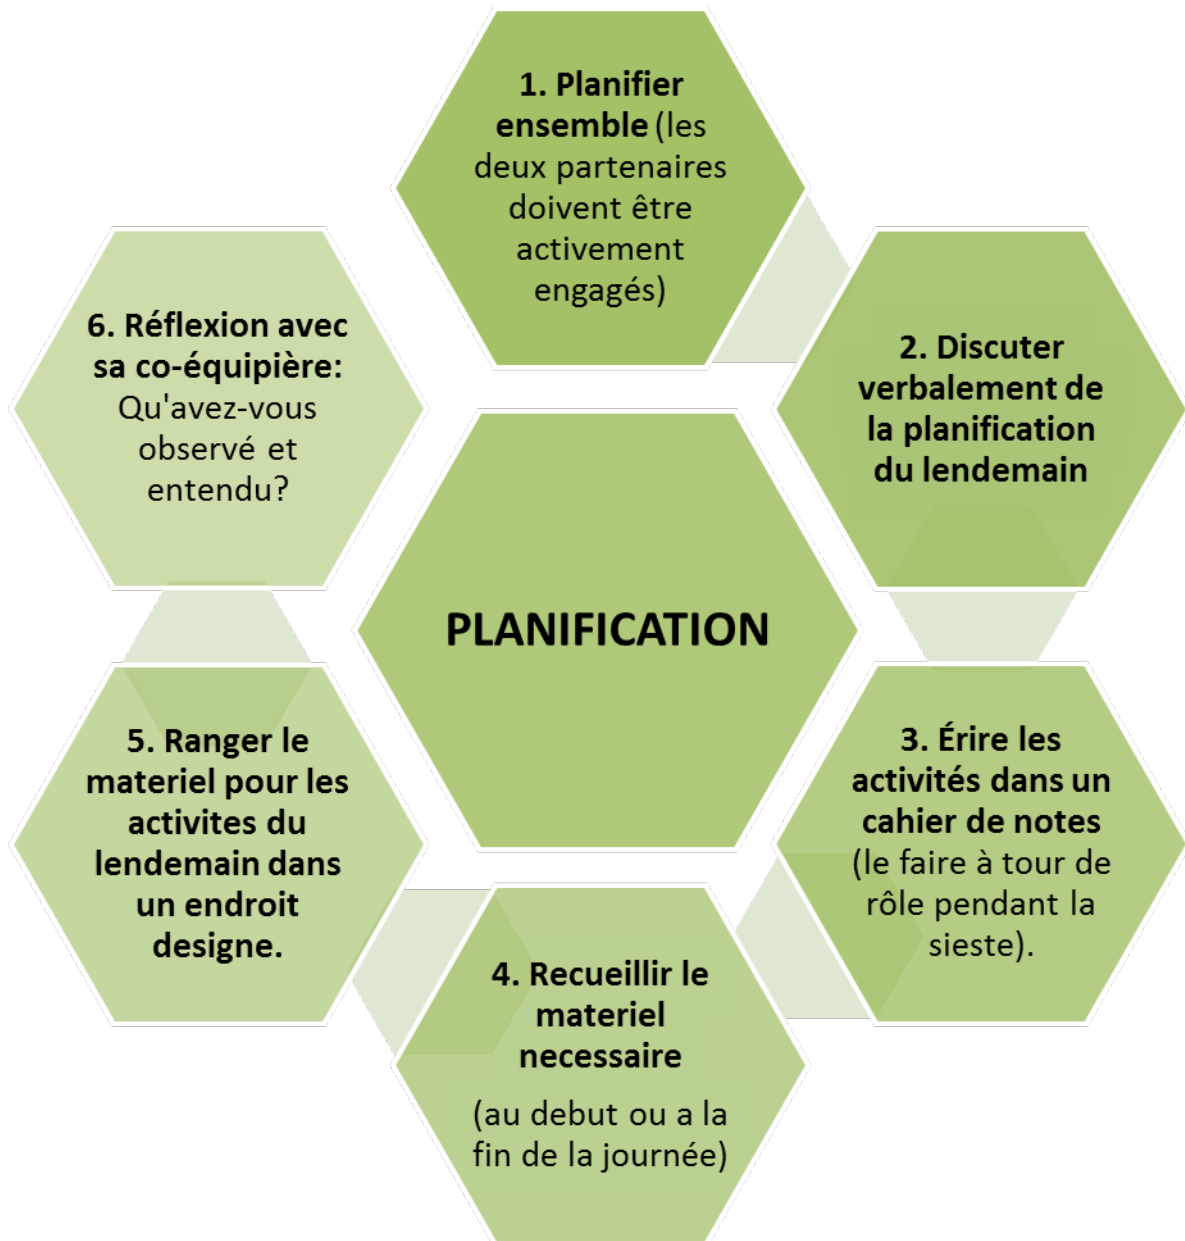 1. Planifier
ensemble (les
deux partenaires
doivent être
activement
engagés)
2. Discuter
verbalement de
la planification
du lendemain
3. Érire les
activités dans un
cahier de notes
(le faire à tour de
rôle pendant la
sieste).
4. Recueillir le
materiel
necessaire
(au debut ou a la
fin de la journée)
5. Ranger le
materiel pour les
activites du
lendemain dans
un endroit
designe.
6. Réflexion avec
sa co-équipière:
Qu'avez-vous
observé et
entendu?
PLANIFICATION